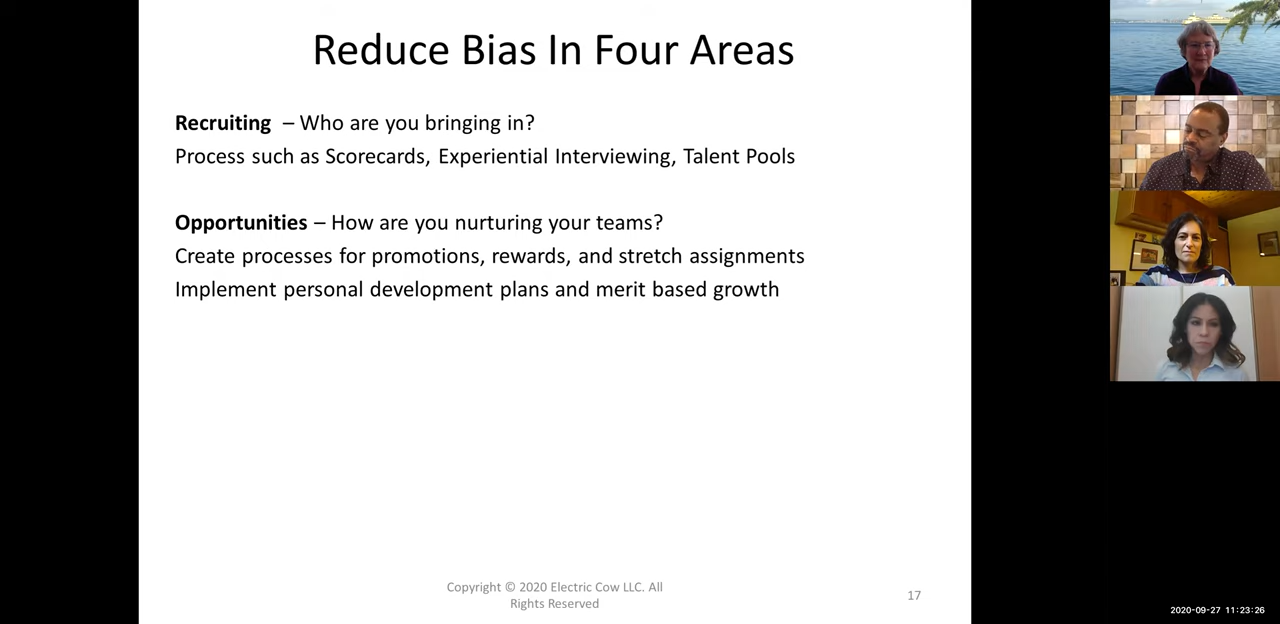 Reduce Bias In Four Areas
Recruiting – Who are you bringing in?
Process such as Scorecards, Experiential Interviewing, Talent Pools
Opportunities – How are you nurturing your teams?
Create processes for promotions, rewards, and stretch assignments
Implement personal development plans and merit based growth
Copyright © 2020 Electric Cow LLC. All
Rights Reserved
17
2020-09-27 11:23:26